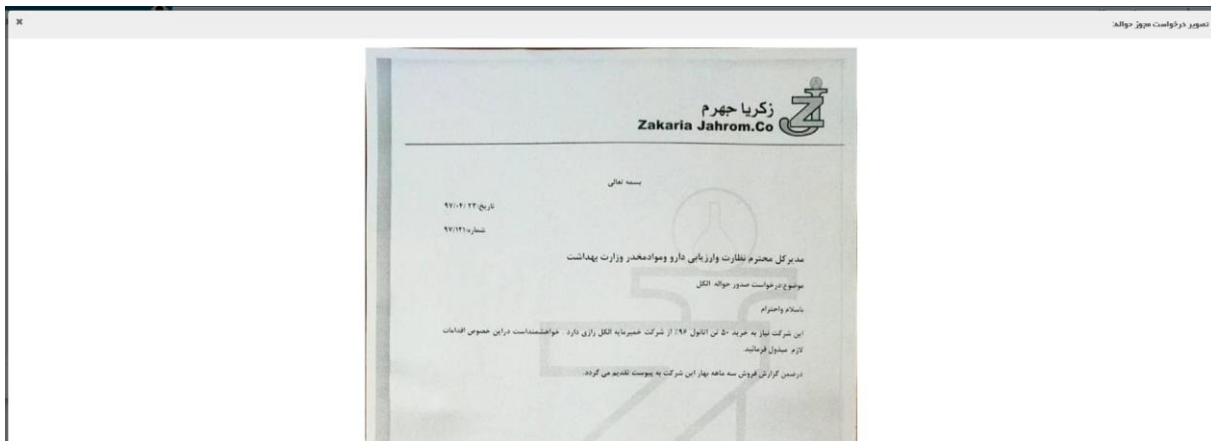 تصویر درخواست مجوز حواله:
زکریا جهرم
Zakaria Jahrom.Co
بسمه تعالی
تاریخ:۲۳ /۹۷/۰۴
شماره:۹۷/۱۴۱
مدیرکل محترم نظارت وارزیابی دارو وموادمخدر وزارت بهداشت
موضوع:درخواست صدور حواله الکل
باسلام واحترام
این شرکت نیاز به خرید ۵۰ تن اتانول ۹۶٪ از شرکت خمیرمایه الکل رازی دارد . خواهشمنداست دراین خصوص اقدامات
لازم مبذول فرمائید.
درضمن گزارش فروش سه ماهه بهار این شرکت به پیوست تقدیم می گردد.